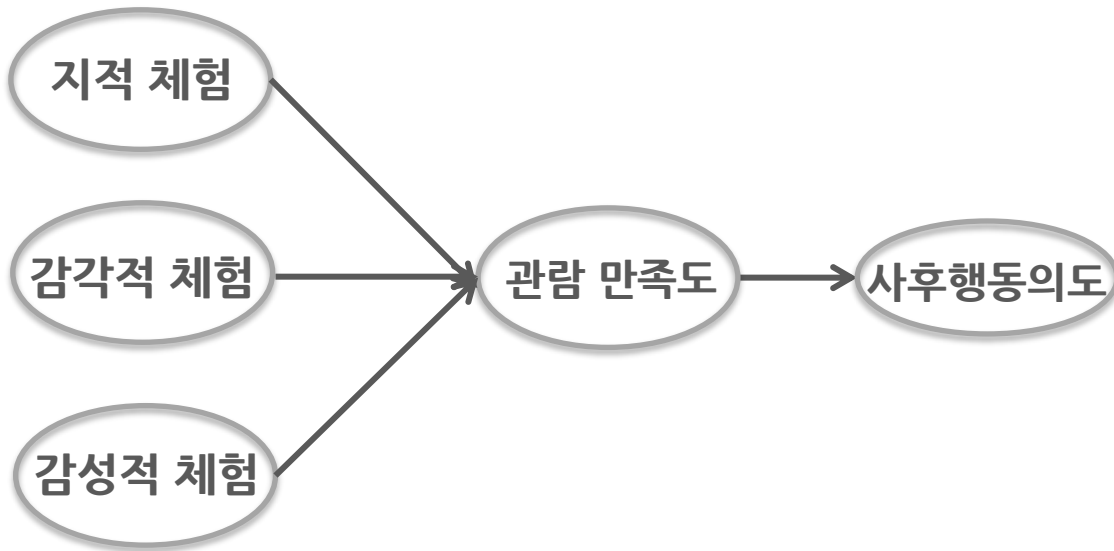 지적 체험
감각적 체험
관람 만족도
사후행동의도
감성적 체험